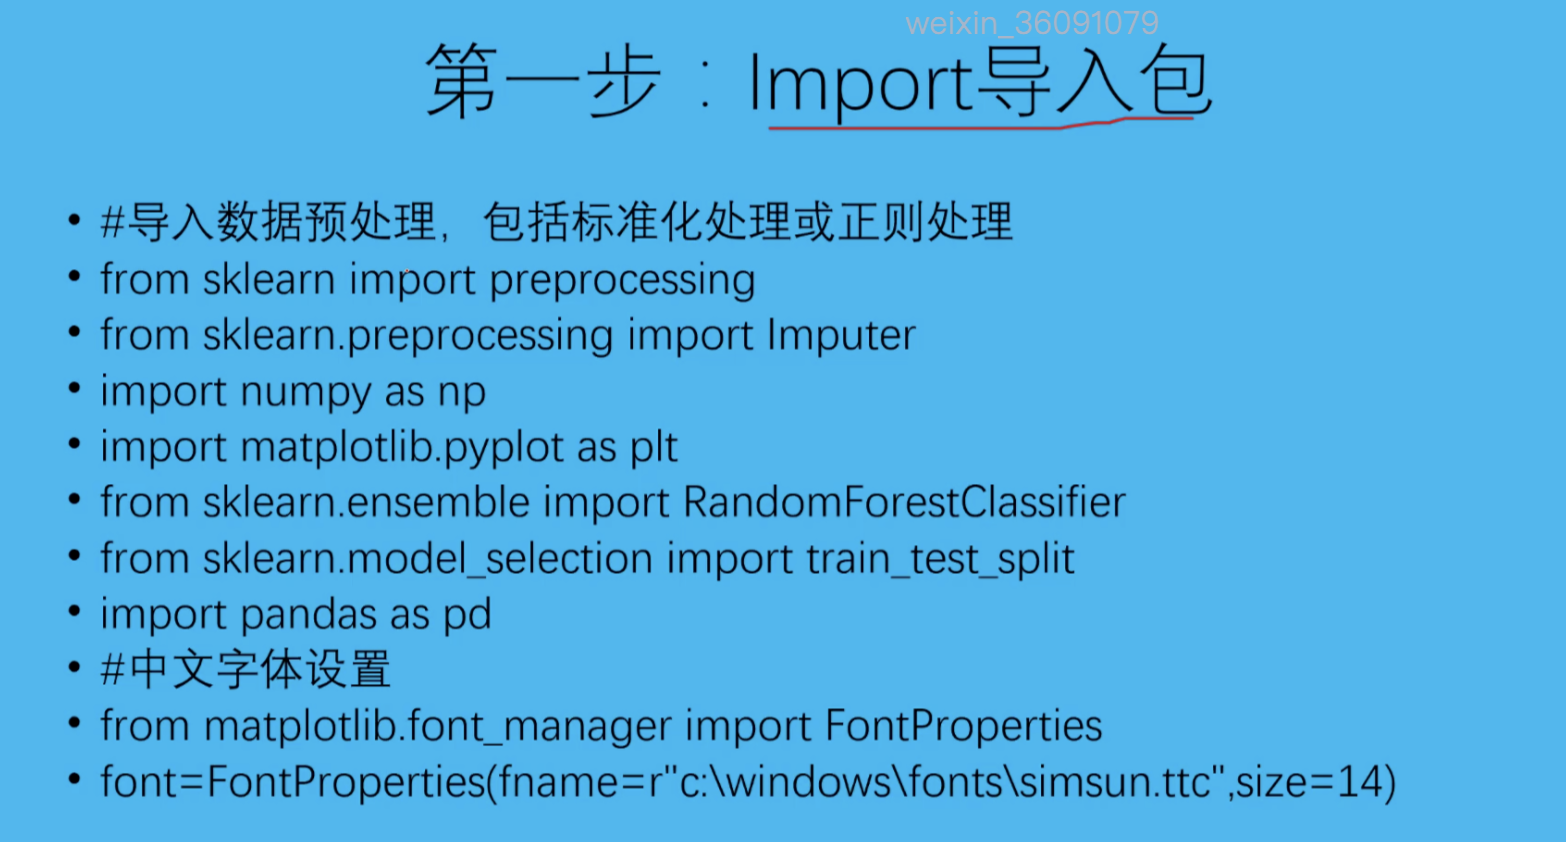 weixin_36091079
第一步：Import导入包
• #导入数据预处理，包括标准化处理或正则处理
• from sklearn import preprocessing
• from sklearn.preprocessing import Imputer
• import numpy as np
• import matplotlib.pyplot as plt
• from sklearn.ensemble import RandomForestClassifier
• from sklearn.model_selection import train_test_split
• import pandas as pd
• #中文字体设置
• from matplotlib.font_manager import FontProperties
• font=FontProperties(fname=r"c:\windows\fonts\simsun.ttc",size=14)